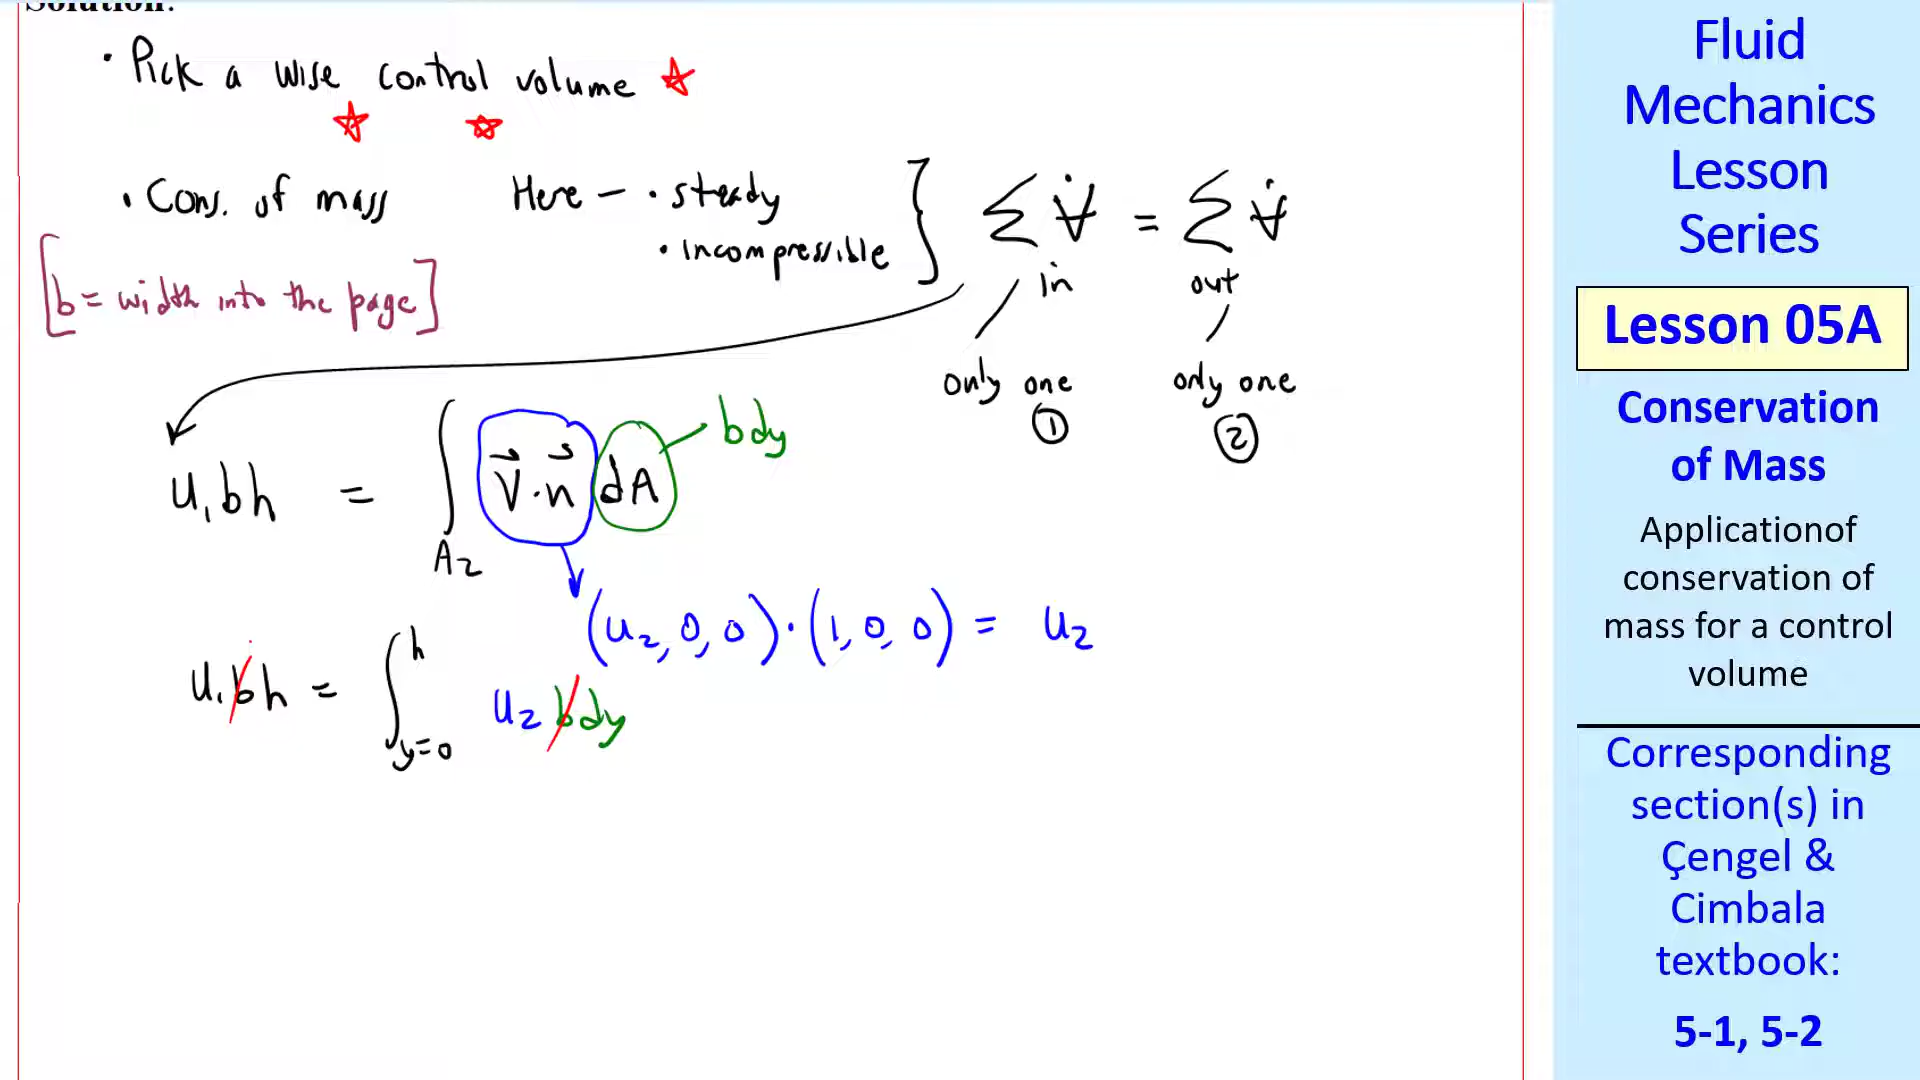 Solution:
• Pick a wise control volume
• Cons. of mass Here – • steady
• incompressible
[b = width into the page]
∑ V̇ = ∑ V̇
in out
only one only one
① ②
u₁bh = ∫ V⃗·n⃗ dA
A₂
bdy
(u₂, 0, 0)·(1, 0, 0) = u₂
u₁bh = ∫ u₂ bdy
h
y=0
Fluid
Mechanics
Lesson
Series
Lesson 05A
Conservation
of Mass
Applicationof
conservation of
mass for a control
volume
Corresponding
section(s) in
Çengel &
Cimbala
textbook:
5-1, 5-2